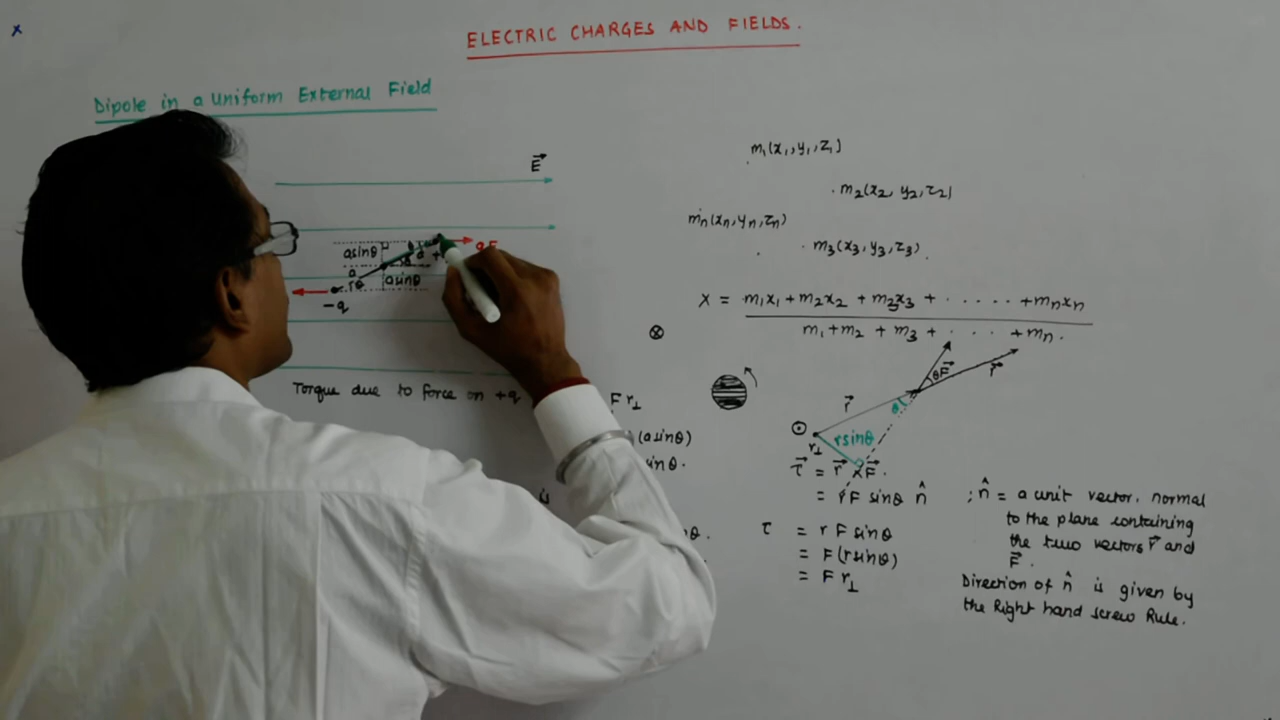 x
ELECTRIC CHARGES AND FIELDS.
Dipole in a Uniform External Field
E⃗
asinθ
a
θ
asinθ
-q
Torque due to force on +q
F r⊥
(asinθ)
sinθ.
is
θ.
m₁(x₁,y₁,z₁)
m₂(x₂, y₂,z₂)
mₙ(xₙ,yₙ,zₙ)
m₃(x₃,y₃,z₃)
X = m₁x₁+m₂x₂ + m₃x₃ + . . . . . +mₙxₙ
m₁+m₂ + m₃ + . . . +mₙ.
θ F⃗
r⃗
r⃗
θ
rsinθ
r⊥
τ⃗ = r⃗ X F⃗.
= rF sinθ n̂
; n̂ = a unit vector, normal
to the plane containing
the two vectors r⃗ and
F⃗.
Direction of n̂ is given by
the Right hand screw Rule.
τ = r F sinθ
= F(rsinθ)
= F r⊥